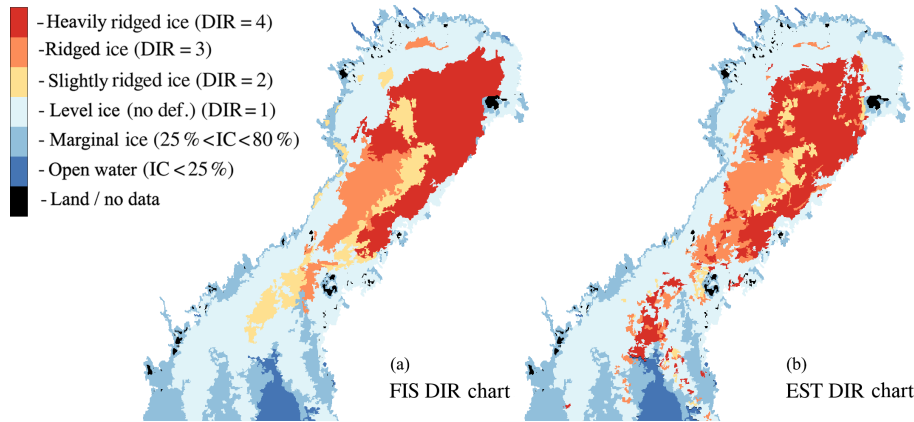 - Heavily ridged ice (DIR = 4)
-Ridged ice (DIR = 3)
- Slightly ridged ice (DIR = 2)
- Level ice (no def.) (DIR = 1)
- Marginal ice (25 % < IC < 80 %)
- Open water (IC < 25 %)
- Land / no data
(a)
FIS DIR chart
(b)
EST DIR chart